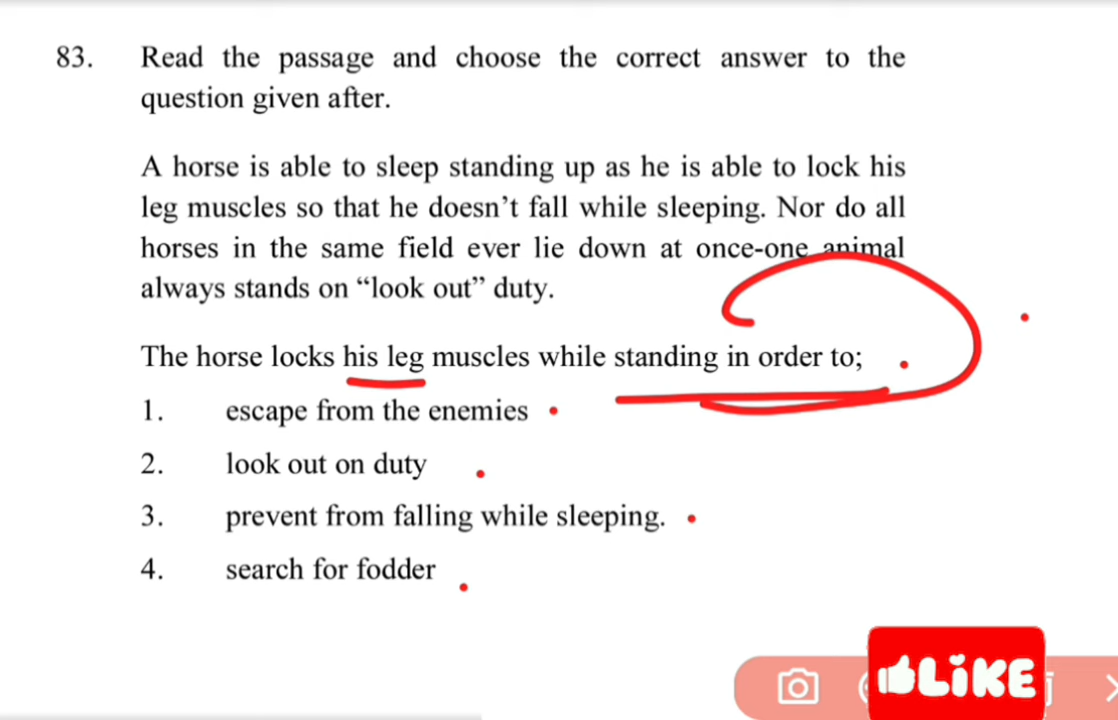 83. Read the passage and choose the correct answer to the
question given after.
A horse is able to sleep standing up as he is able to lock his
leg muscles so that he doesn't fall while sleeping. Nor do all
horses in the same field ever lie down at once-one animal
always stands on “look out” duty.
The horse locks his leg muscles while standing in order to;
1. escape from the enemies
2. look out on duty
3. prevent from falling while sleeping.
4. search for fodder
LiKE